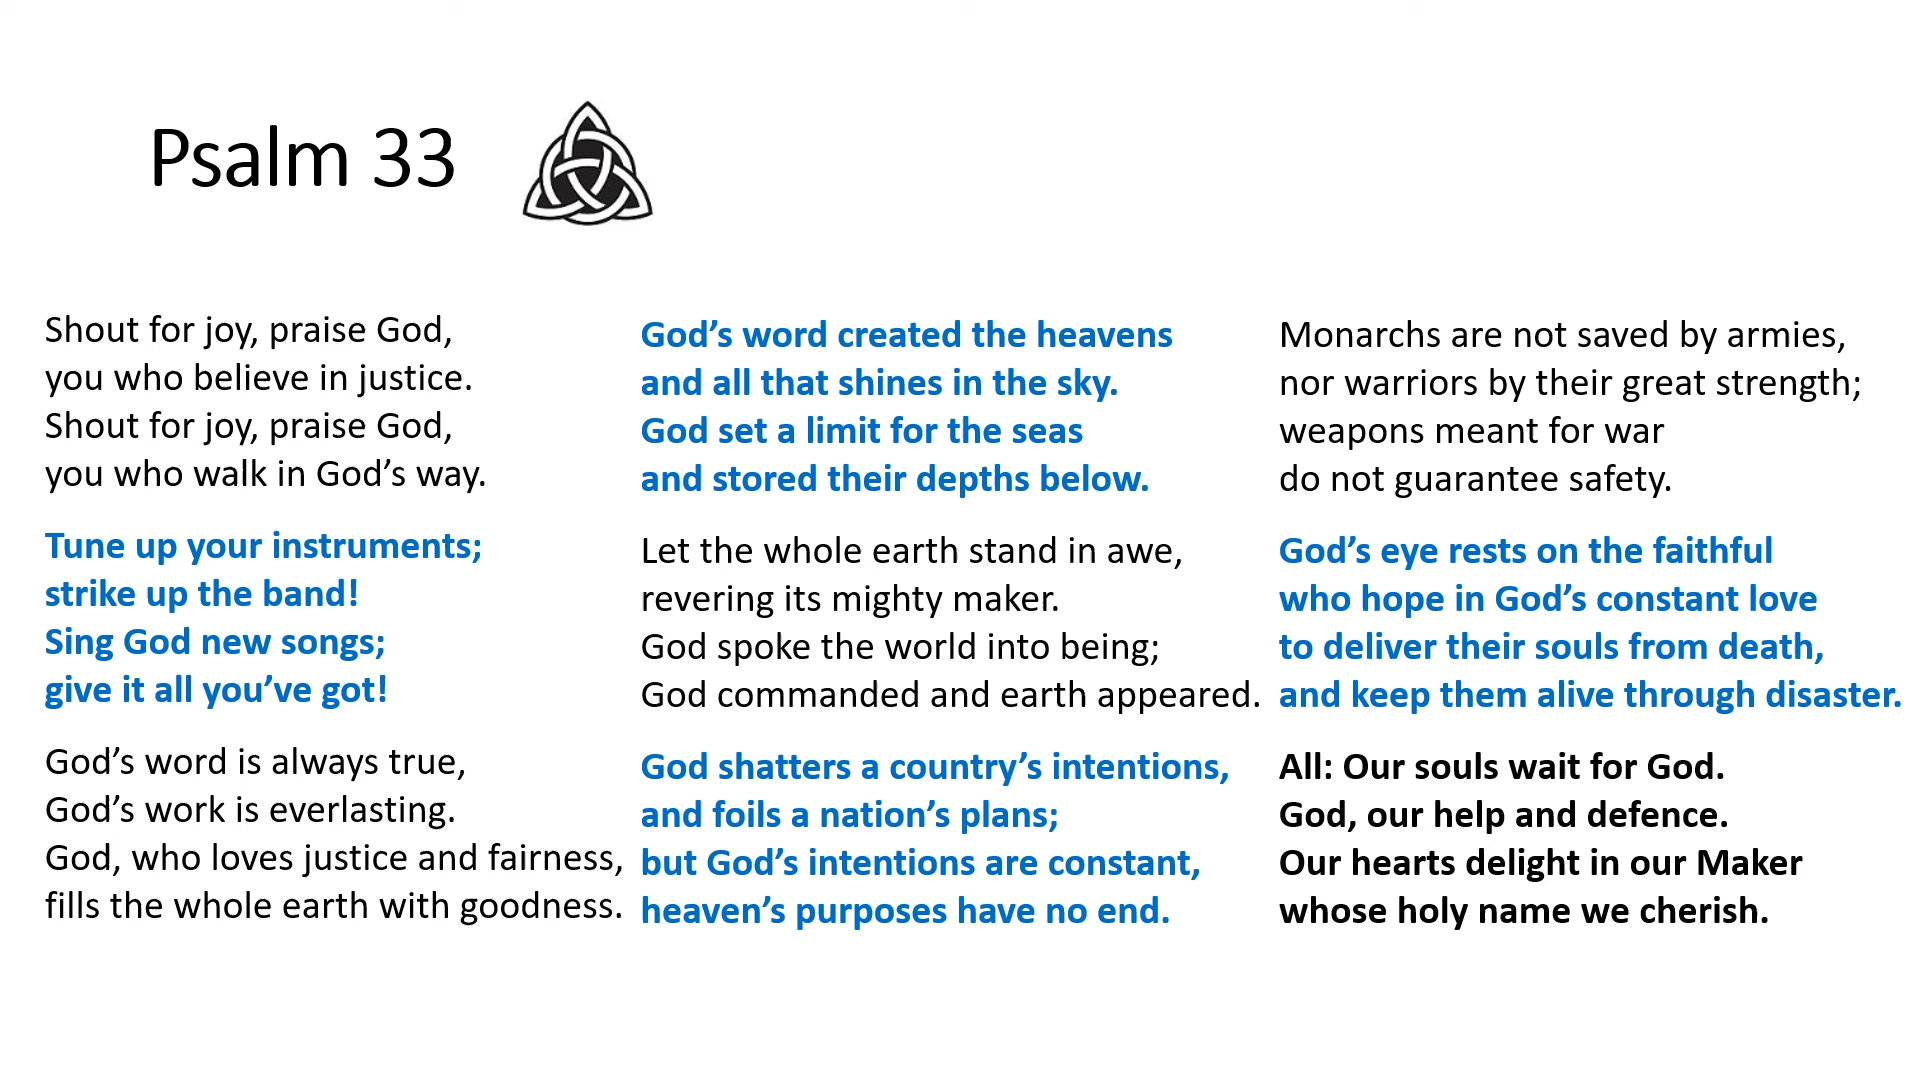 Psalm 33
Shout for joy, praise God,
you who believe in justice.
Shout for joy, praise God,
you who walk in God’s way.
Tune up your instruments;
strike up the band!
Sing God new songs;
give it all you’ve got!
God’s word is always true,
God’s work is everlasting.
God, who loves justice and fairness,
fills the whole earth with goodness.
God’s word created the heavens
and all that shines in the sky.
God set a limit for the seas
and stored their depths below.
Let the whole earth stand in awe,
revering its mighty maker.
God spoke the world into being;
God commanded and earth appeared.
God shatters a country’s intentions,
and foils a nation’s plans;
but God’s intentions are constant,
heaven’s purposes have no end.
Monarchs are not saved by armies,
nor warriors by their great strength;
weapons meant for war
do not guarantee safety.
God’s eye rests on the faithful
who hope in God’s constant love
to deliver their souls from death,
and keep them alive through disaster.
All: Our souls wait for God.
God, our help and defence.
Our hearts delight in our Maker
whose holy name we cherish.